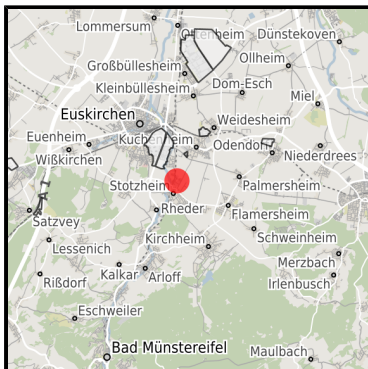 Lommersum
Ottenheim
Dünstekoven
Großbüllesheim
Ollheim
Kleinbüllesheim
Dom-Esch
Miel
Euskirchen
Weidesheim
Euenheim
Kuchenheim
Odendorf
Wißkirchen
Niederdrees
Stotzheim
Palmersheim
Satzvey
Rheder
Flamersheim
Lessenich
Kirchheim
Schweinheim
Merzbach
Rißdorf
Kalkar
Arloff
Irlenbusch
Eschweiler
Bad Münstereifel
Maulbach